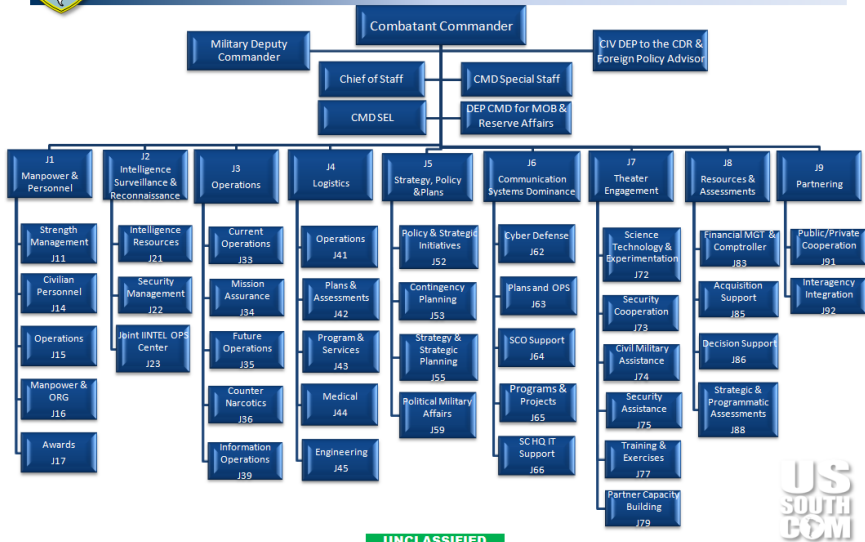 Combatant Commander
Military Deputy
Commander
CIV DEP to the CDR &
Foreign Policy Advisor
Chief of Staff
CMD Special Staff
CMD SEL
DEP CMD for MOB &
Reserve Affairs
J1
Manpower &
Personnel
J2
Intelligence
Surveillance &
Reconnaissance
J3
Operations
J4
Logistics
J5
Strategy, Policy
&Plans
J6
Communication
Systems Dominance
J7
Theater
Engagement
J8
Resources &
Assessments
J9
Partnering
Strength
Management
J11
Civilian
Personnel
J14
Operations
J15
Manpower &
ORG
J16
Awards
J17
Intelligence
Resources
J21
Security
Management
J22
Joint IINTEL OPS
Center
J23
Current
Operations
J33
Mission
Assurance
J34
Future
Operations
J35
Counter
Narcotics
J36
Information
Operations
J39
Operations
J41
Plans &
Assessments
J42
Program &
Services
J43
Medical
J44
Engineering
J45
Policy & Strategic
Initiatives
J52
Contingency
Planning
J53
Strategy &
Strategic
Planning
J55
Political Military
Affairs
J59
Cyber Defense
J62
Plans and OPS
J63
SCO Support
J64
Programs &
Projects
J65
SC HQ IT
Support
J66
Science
Technology &
Experimentation
J72
Security
Cooperation
J73
Civil Military
Assistance
J74
Security
Assistance
J75
Training &
Exercises
J77
Partner Capacity
Building
J79
Financial MGT &
Comptroller
J83
Acquisition
Support
J85
Decision Support
J86
Strategic &
Programmatic
Assessments
J88
Public/Private
Cooperation
J91
Interagency
Integration
J92
UNCLASSIFIED
US
SOUTH
COM